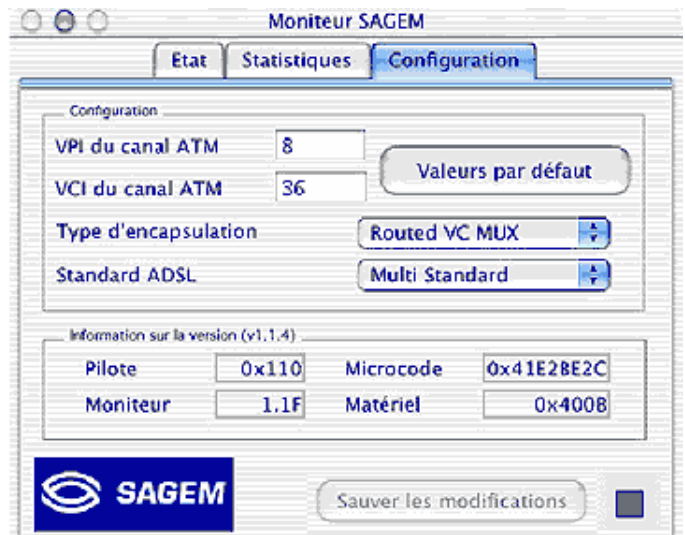 Moniteur SAGEM
Etat Statistiques Configuration
Configuration
VPI du canal ATM 8
Valeurs par défaut
VCI du canal ATM 36
Type d'encapsulation Routed VC MUX
Standard ADSL Multi Standard
Information sur la version (v1.1.4)
Pilote 0x110 Microcode 0x41E2BE2C
Moniteur 1.1F Matériel 0x400B
SAGEM Sauver les modifications